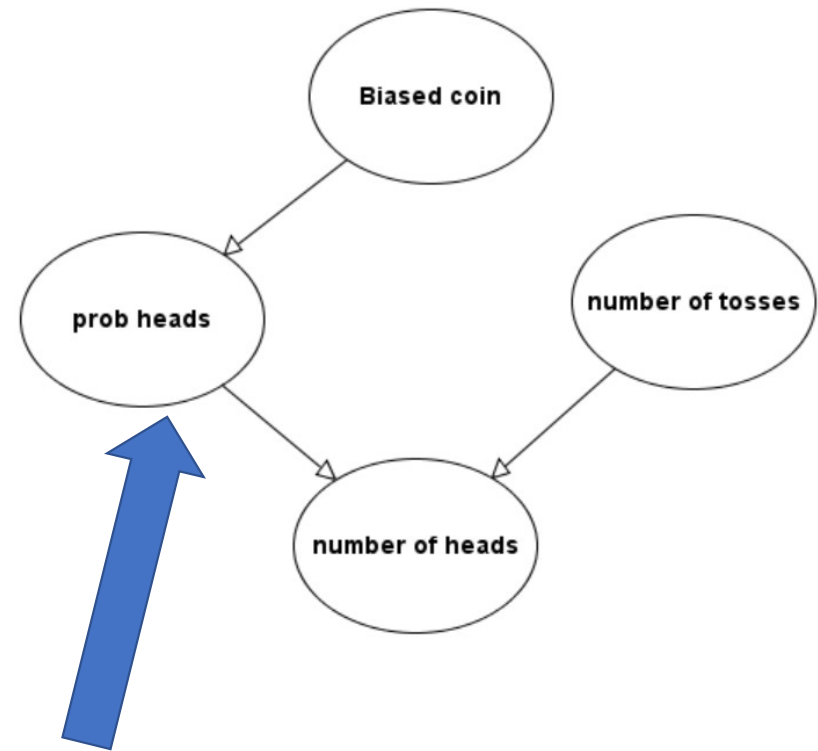 Biased coin
number of tosses
prob heads
number of heads